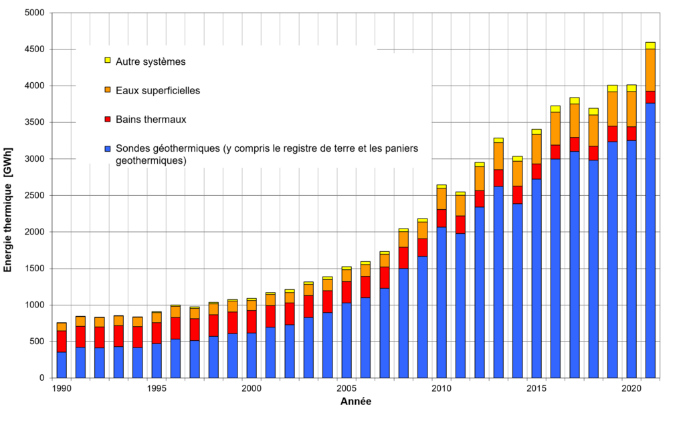 5000
4500
4000
3500
3000
2500
2000
1500
1000
500
0
Energie thermique [GWh]
Autre systèmes
Eaux superficielles
Bains thermaux
Sondes géothermiques (y compris le registre de terre et les paniers
geothermiques)
1990 1995 2000 2005 2010 2015 2020
Année